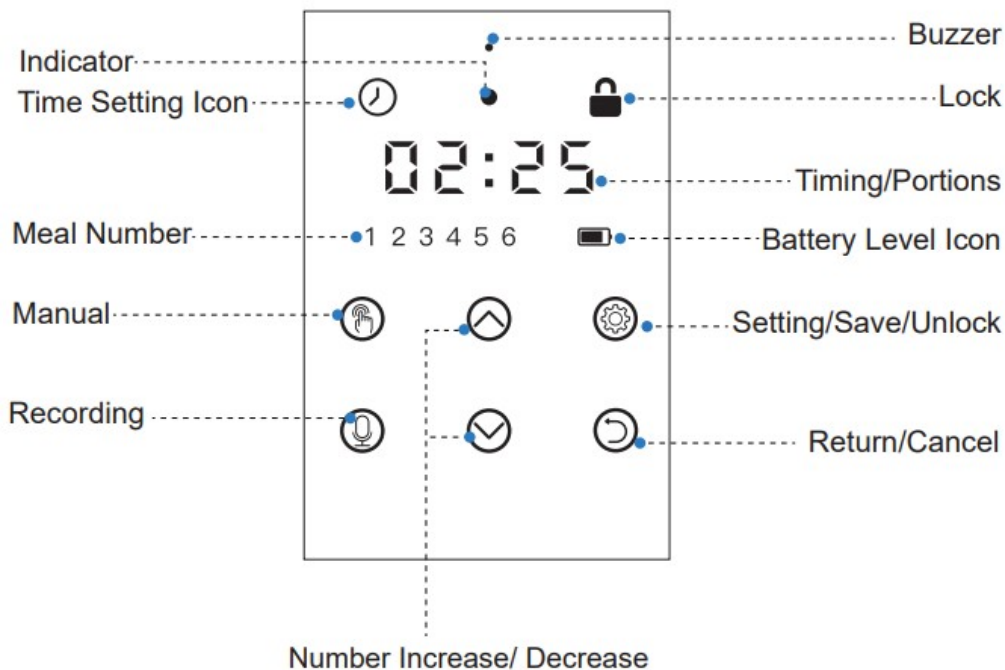 Buzzer
Indicator
Time Setting Icon
Lock
02:25
Timing/Portions
Meal Number
1 2 3 4 5 6
Battery Level Icon
Manual
Setting/Save/Unlock
Recording
Return/Cancel
Number Increase/ Decrease